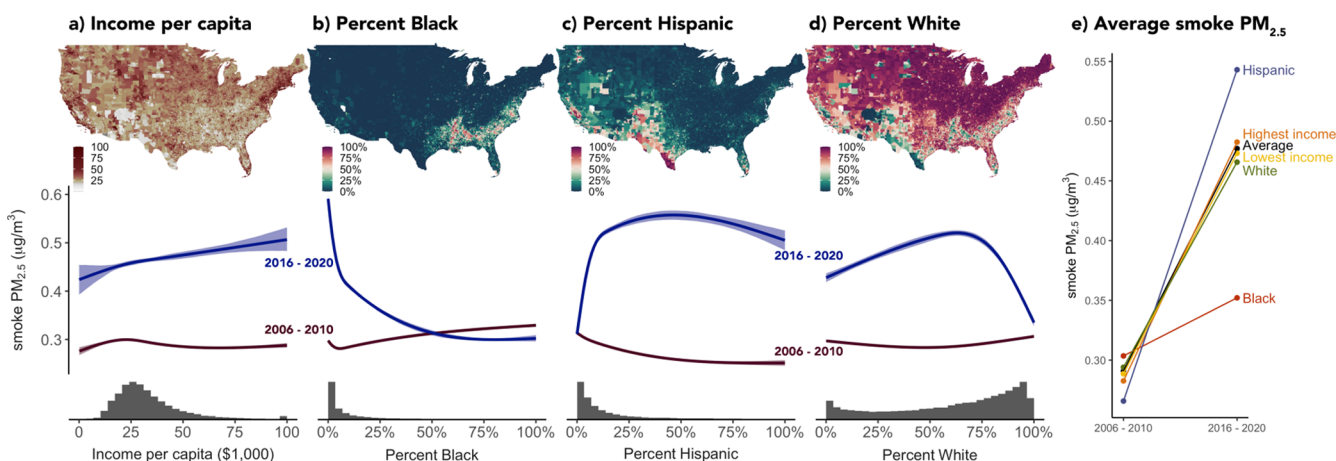 a) Income per capita
100
75
50
25
b) Percent Black
100%
75%
50%
25%
0%
c) Percent Hispanic
100%
75%
50%
25%
0%
d) Percent White
100%
75%
50%
25%
0%
e) Average smoke PM2.5
smoke PM2.5 (μg/m³)
0.6
0.5
0.4
0.3
2016 - 2020
2006 - 2010
2016 - 2020
2006 - 2010
0
25
50
75
100
Income per capita ($1,000)
0%
25%
50%
75%
100%
Percent Black
0%
25%
50%
75%
100%
Percent Hispanic
0%
25%
50%
75%
100%
Percent White
smoke PM2.5 (μg/m³)
0.55
0.50
0.45
0.40
0.35
0.30
Hispanic
Highest income
Average
Lowest income
White
Black
2006 - 2010
2016 - 2020